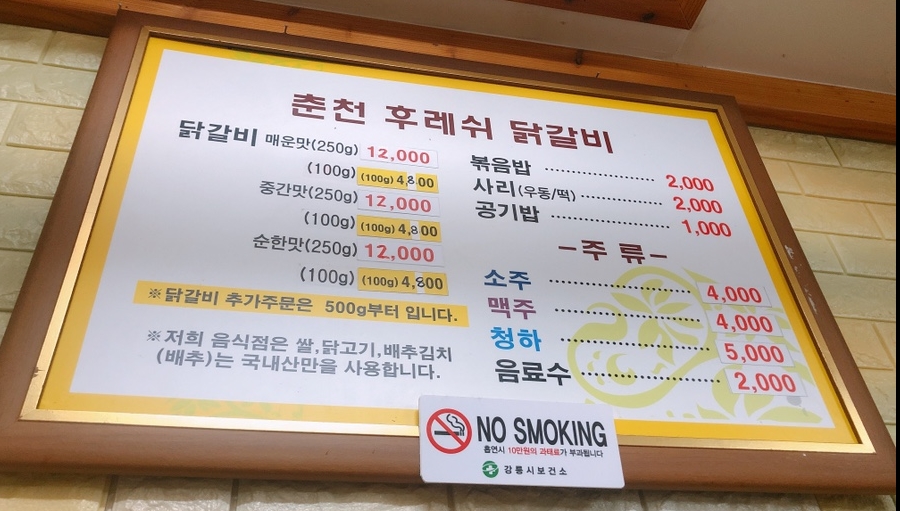 춘천 후레쉬 닭갈비
닭갈비 매운맛(250g) 12,000
(100g) (100g) 4,800
중간맛(250g) 12,000
(100g) (100g) 4,800
순한맛(250g) 12,000
(100g) (100g) 4,800
※닭갈비 추가주문은 500g부터 입니다.
※저희 음식점은 쌀,닭고기,배추김치
(배추)는 국내산만을 사용합니다.
볶음밥 ........................ 2,000
사리(우동/떡) ................ 2,000
공기밥 ........................ 1,000
-주 류-
소주 ........................ 4,000
맥주 ........................ 4,000
청하 ........................ 5,000
음료수 ........................ 2,000
NO SMOKING
흡연시 10만원의 과태료가 부과됩니다
강릉시보건소